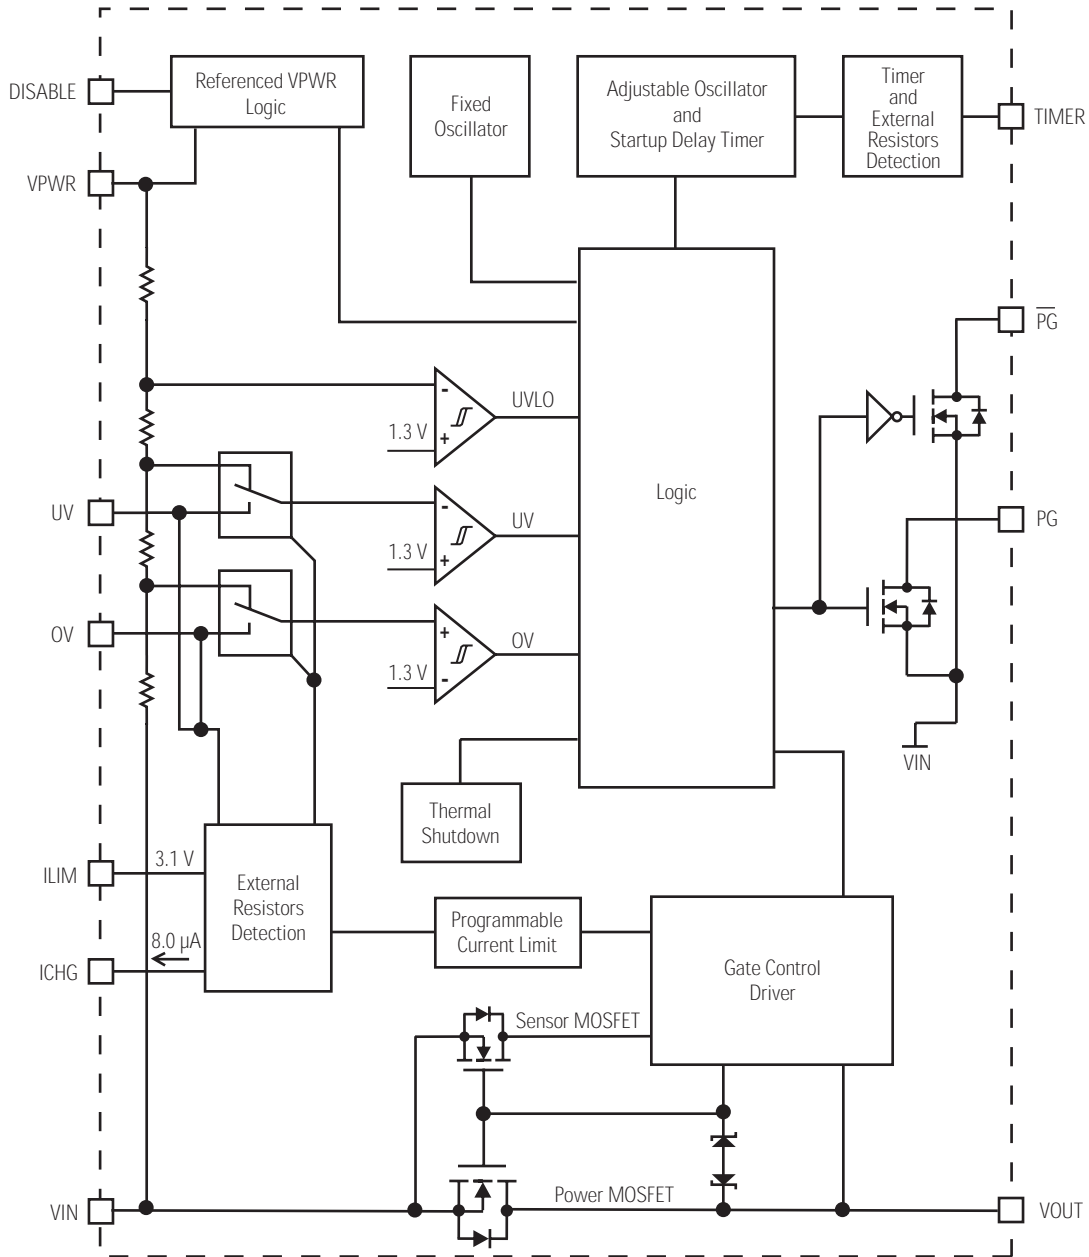 DISABLE
Referenced VPWR
Logic
Fixed
Oscillator
Adjustable Oscillator
and
Startup Delay Timer
Timer
and
External
Resistors
Detection
TIMER
VPWR
PG
UVLO
-
1.3 V
+
Logic
UV
-
UV
1.3 V
+
PG
OV
+
OV
1.3 V
-
VIN
Thermal
Shutdown
ILIM
3.1 V
External
Resistors
Detection
8.0 µA
ICHG
Programmable
Current Limit
Gate Control
Driver
Sensor MOSFET
Power MOSFET
VIN
VOUT